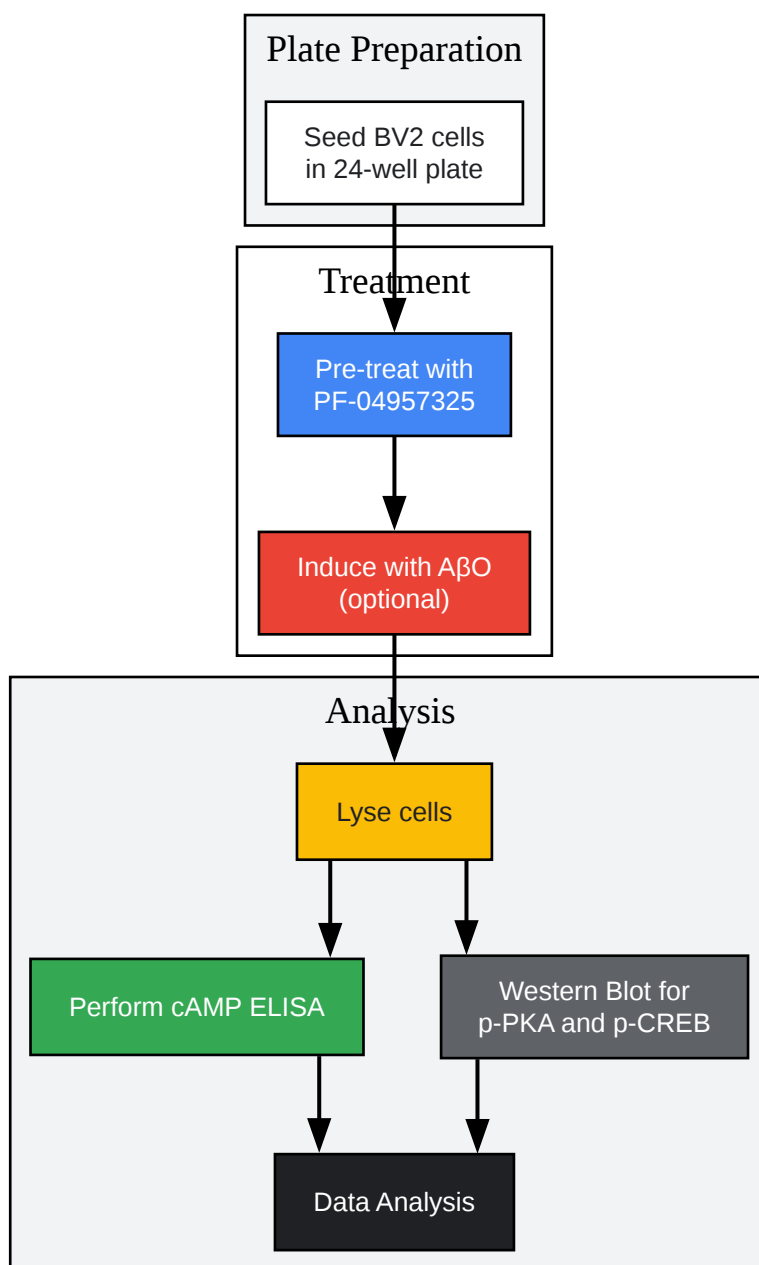 Plate Preparation
Seed BV2 cells
in 24-well plate
Treatment
Pre-treat with
PF-04957325
Induce with AβO
(optional)
Analysis
Lyse cells
Perform cAMP ELISA
Western Blot for
p-PKA and p-CREB
Data Analysis